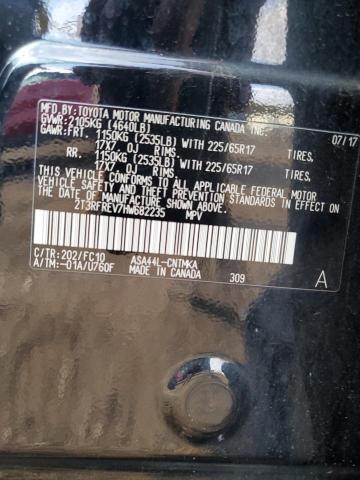 MFD. BY: TOYOTA MOTOR MANUFACTURING CANADA INC. 07/17
GVWR: 2105KG (4640LB)
GAWR: FRT. 1150KG (2535LB) WITH 225/65R17 TIRES,
17X7.0J RIMS,
RR. 1150KG (2535LB) WITH 225/65R17 TIRES,
17X7.0J RIMS,
THIS VEHICLE CONFORMS TO ALL APPLICABLE FEDERAL MOTOR
VEHICLE SAFETY AND THEFT PREVENTION STANDARDS IN
EFFECT ON THE DATE OF MANUFACTURE SHOWN ABOVE.
2T3RFREV7HW682235 MPV
C/TR: 202/FC10 ASA44L-CNTMKA
A/TM: -01A/U760F MADE IN CANADA 309 A